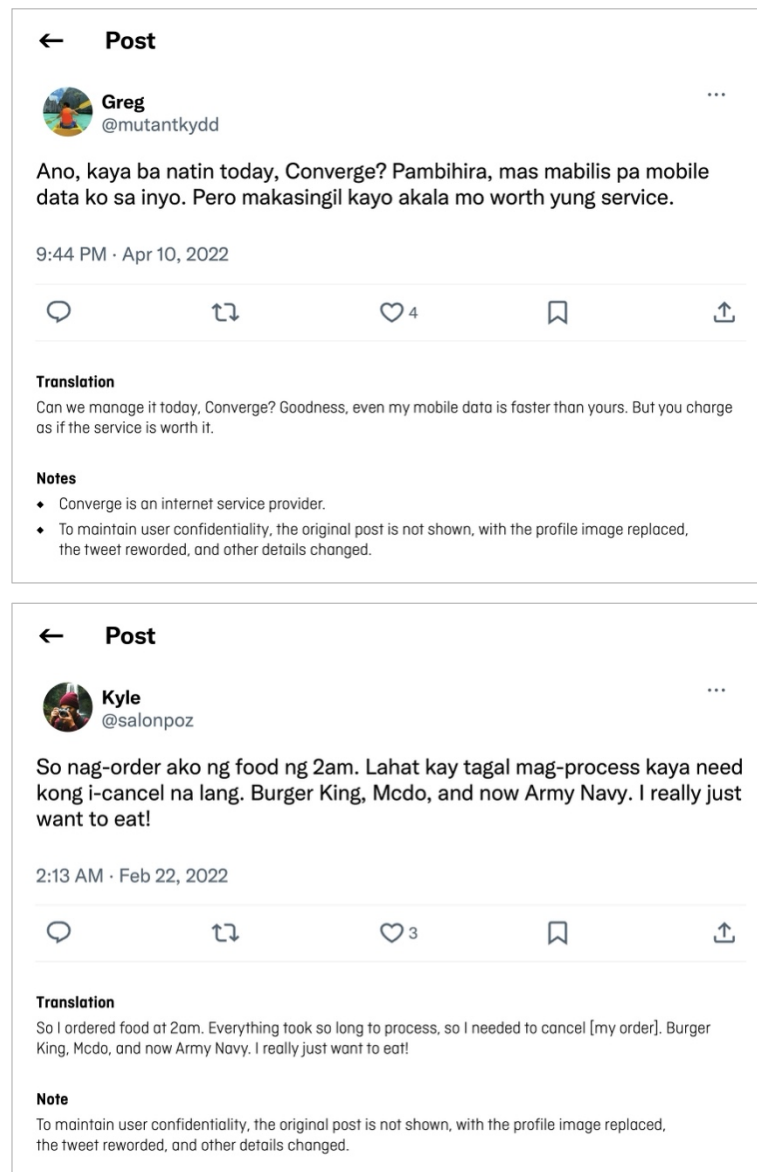 ← Post
Greg
@mutantkydd
Ano, kaya ba natin today, Converge? Pambihira, mas mabilis pa mobile
data ko sa inyo. Pero makasingil kayo akala mo worth yung service.
9:44 PM · Apr 10, 2022
4
Translation
Can we manage it today, Converge? Goodness, even my mobile data is faster than yours. But you charge
as if the service is worth it.
Notes
◆ Converge is an internet service provider.
◆ To maintain user confidentiality, the original post is not shown, with the profile image replaced,
the tweet reworded, and other details changed.
← Post
Kyle
@salonpoz
So nag-order ako ng food ng 2am. Lahat kay tagal mag-process kaya need
kong i-cancel na lang. Burger King, Mcdo, and now Army Navy. I really just
want to eat!
2:13 AM · Feb 22, 2022
3
Translation
So I ordered food at 2am. Everything took so long to process, so I needed to cancel [my order]. Burger
King, Mcdo, and now Army Navy. I really just want to eat!
Note
To maintain user confidentiality, the original post is not shown, with the profile image replaced,
the tweet reworded, and other details changed.